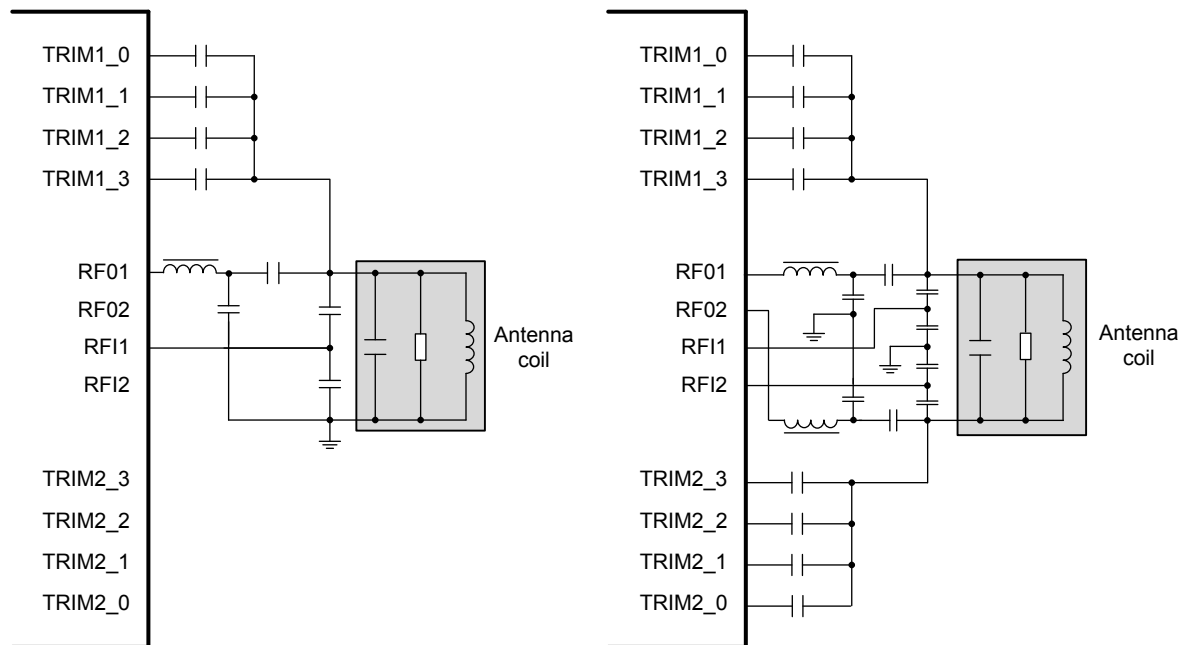 TRIM1_0
TRIM1_1
TRIM1_2
TRIM1_3
RF01
RF02
RFI1
RFI2
Antenna
coil
TRIM2_3
TRIM2_2
TRIM2_1
TRIM2_0
TRIM1_0
TRIM1_1
TRIM1_2
TRIM1_3
RF01
RF02
RFI1
RFI2
Antenna
coil
TRIM2_3
TRIM2_2
TRIM2_1
TRIM2_0